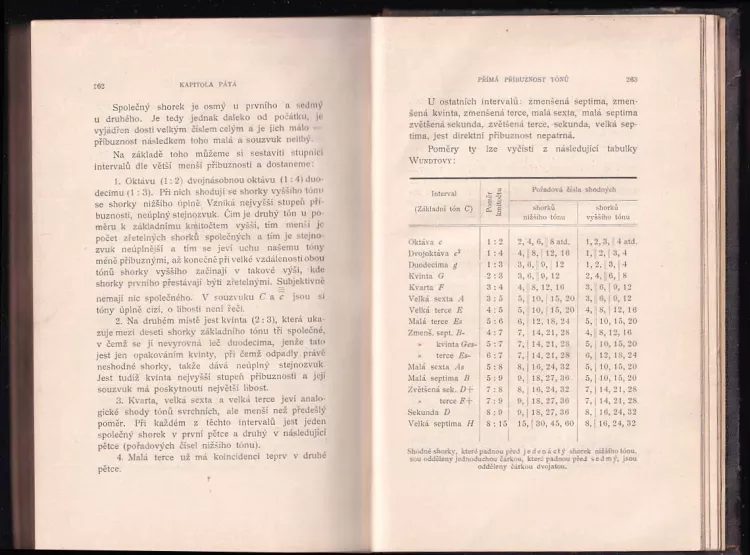 262
KAPITOLA PÁTÁ
Společný shorek je osmý u prvního a sedmý
u druhého. Je tedy jednak daleko od počátku, je
vyjádřen dosti velkým číslem celým a je jich málo —
příbuznost následkem toho malá a souzvuk nelibý.
Na základě toho můžeme si sestaviti stupnici
intervalů dle větší menší příbuznosti a dostaneme:
1. Oktávu (1 : 2) dvojnásobnou oktávu (1 : 4) duo-
decimu (1 : 3). Při nich shodují se shorky vyššího tónu
se shorky nižšího úplně. Vzniká nejvyšší stupeň pří-
buznosti, neúplný stejnozvuk. Čím je druhý tón u po-
měru k základnímu kmitočtem vyšší, tím menší je
počet zřetelných shorků společných a tím je stejno-
zvuk neúplnější a tím se jeví uchu našemu tóny
méně příbuznými, až konečně při velké vzdálenosti obou
tónů shorky vyššího začínají v takové výši, kde
shorky prvního přestávají býti zřetelnými. Subjektivně
nemají nic společného. V souzvuku C a c jsou si
tóny úplně cizí, o libosti není řeči.
2. Na druhém místě jest kvinta (2 : 3), která uka-
zuje mezi deseti shorky základního tónu tři společné,
v čemž se jí nevyrovná leč duodecima, jenže tato
jest jen opakováním kvinty, při čemž odpadly právě
neshodné shorky, takže dává neúplný stejnozvuk.
Jest tudíž kvinta nejvyšší stupeň příbuznosti a její
souzvuk má poskytnouti největší libost.
3. Kvarta, velká sexta a velká terce jeví analo-
gické shody tónů svrchních, ale menší než předešlý
poměr. Při každém z těchto intervalů jest jeden
společný shorek v první pětce a druhý v následující
pětce (pořadových čísel nižšího tónu).
4. Malá terce už má koincidenci teprv v druhé
pětce.
PŘÍMÁ PŘÍBUZNOST TÓNŮ
263
U ostatních intervalů: zmenšená septima, zmen-
šená kvinta, zmenšená terce, malá sexta, malá septima
zvětšená sekunda, zvětšená terce, sekunda, velká sep-
tima, jest direktní příbuznost nepatrná.
Poměry ty lze vyčísti z následující tabulky
WUNDTOVY:
Interval
(Základní tón C)
Poměr kmitočtu
Pořadová čísla shodných
shorků nižšího tónu
shorků vyššího tónu
Oktáva c 1 : 2 2, 4, 6, || 8 atd. 1, 2, 3, | 4 atd.
Dvojoktáva c² 1 : 4 4, || 8, | 12, 16 1, || 2, | 3, 4
Duodecima g 1 : 3 3, 6, || 9, | 12 1, 2, || 3, | 4
Kvinta G 2 : 3 3, 6, || 9, | 12 2, 4, || 6, | 8
Kvarta F 3 : 4 4, || 8, | 12, 16 3, || 6, | 9, 12
Velká sexta A 3 : 5 5, || 10, | 15, 20 3, || 6, | 9, 12
Velká terce E 4 : 5 5, || 10, | 15, 20 4, || 8, | 12, 16
Malá terce Es 5 : 6 6, || 12, 18, 24 5, || 10, 15, 20
Zmenš. sept. B- 4 : 7 7, | 14, 21, 28 4, | 8, 12, 16
» kvinta Ges- 5 : 7 7, | 14, 21, 28 5, | 10, 15, 20
» terce Es- 6 : 7 7, | 14, 21, 28 6, | 12, 18, 24
Malá sexta As 5 : 8 8, | 16, 24, 32 5, | 10, 15, 20
Malá septima B 5 : 9 9, | 18, 27, 36 5, | 10, 15, 20
Zvětšená sek. D+ 7 : 8 8, | 16, 24, 32 7, | 14, 21, 28
» terce F+ 7 : 9 9, | 18, 27, 36 7, | 14, 21, 28
Sekunda D 8 : 9 9, | 18, 27, 36 8, | 16, 24, 32
Velká septima H 8 : 15 15, | 30, 45, 60 8, | 16, 24, 32
Shodné shorky, které padnou před jedenáctý shorek nižšího tónu,
sou odděleny jednoduchou čárkou, které padnou před sedmý, jsou
odděleny čárkou dvojatou.